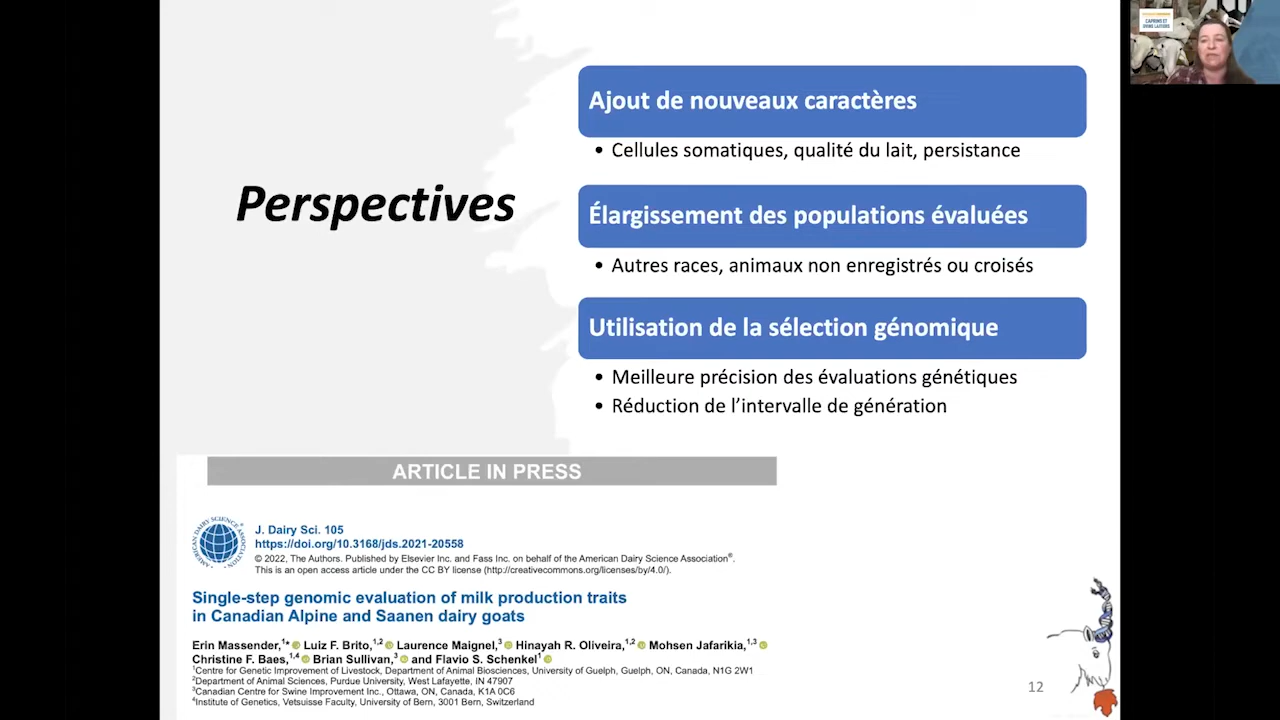 Perspectives
Ajout de nouveaux caractères
• Cellules somatiques, qualité du lait, persistance
Élargissement des populations évaluées
• Autres races, animaux non enregistrés ou croisés
Utilisation de la sélection génomique
• Meilleure précision des évaluations génétiques
• Réduction de l’intervalle de génération
ARTICLE IN PRESS
AMERICAN DAIRY SCIENCE ASSOCIATION®
J. Dairy Sci. 105
https://doi.org/10.3168/jds.2021-20558
© 2022, The Authors. Published by Elsevier Inc. and Fass Inc. on behalf of the American Dairy Science Association®.
This is an open access article under the CC BY license (http://creativecommons.org/licenses/by/4.0/).
Single-step genomic evaluation of milk production traits
in Canadian Alpine and Saanen dairy goats
Erin Massender,1* Luiz F. Brito,1,2 Laurence Maignel,3 Hinayah R. Oliveira,1,2 Mohsen Jafarikia,1,3
Christine F. Baes,1,4 Brian Sullivan,3 and Flavio S. Schenkel1
1Centre for Genetic Improvement of Livestock, Department of Animal Biosciences, University of Guelph, Guelph, ON, Canada, N1G 2W1
2Department of Animal Sciences, Purdue University, West Lafayette, IN 47907
3Canadian Centre for Swine Improvement Inc., Ottawa, ON, Canada, K1A 0C6
4Institute of Genetics, Vetsuisse Faculty, University of Bern, 3001 Bern, Switzerland
12
CAPRINS ET
OVINS LAITIERS